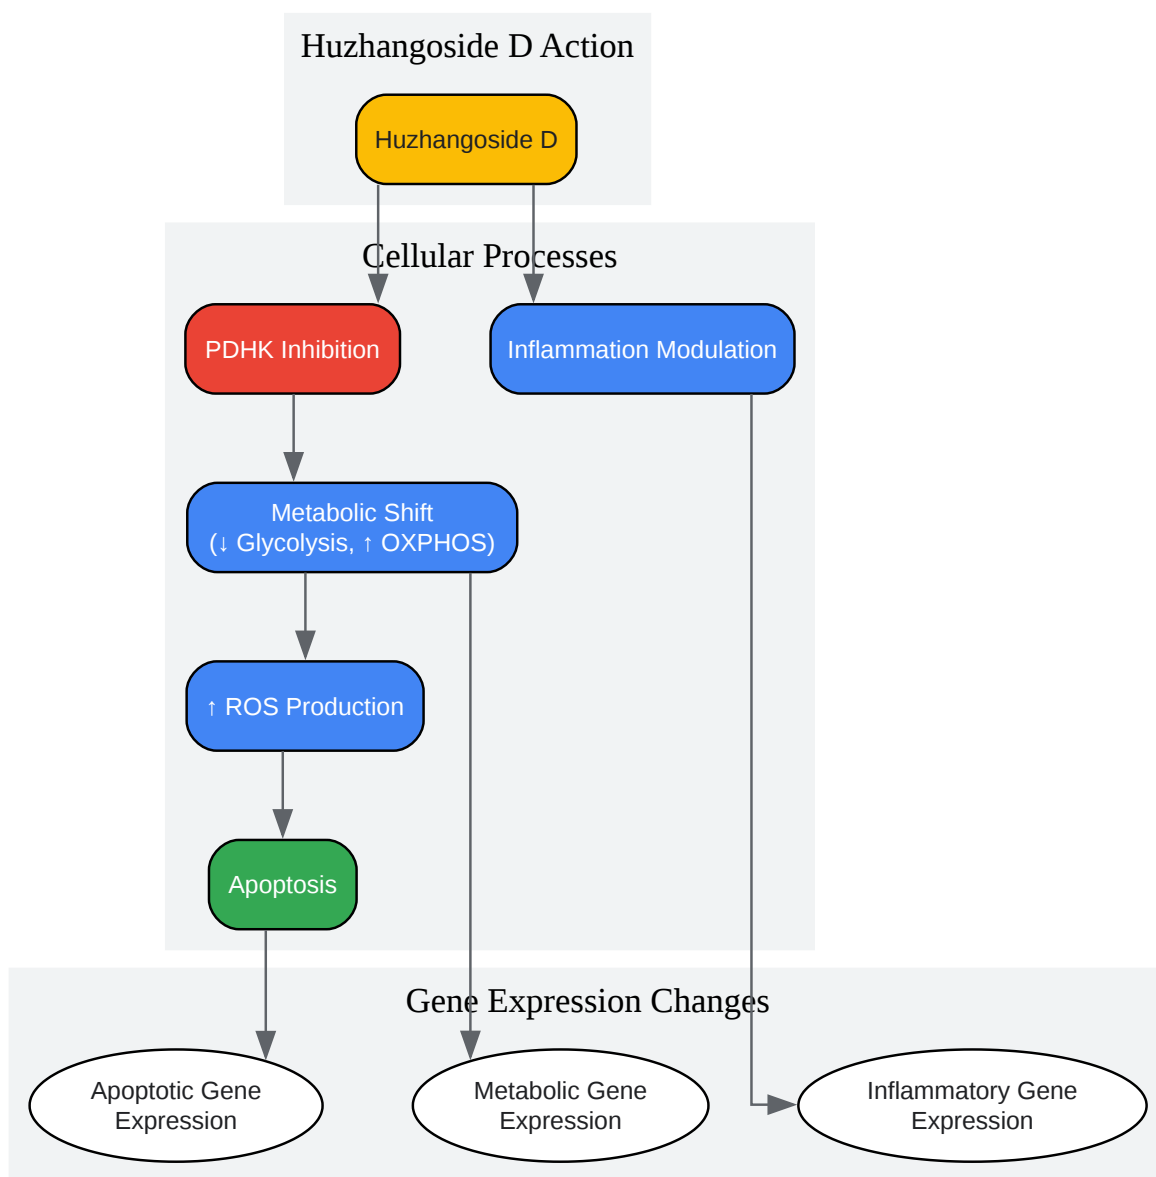 Huzhangoside D Action
Huzhangoside D
Cellular Processes
PDHK Inhibition
Inflammation Modulation
Metabolic Shift
(↓ Glycolysis, ↑ OXPHOS)
↑ ROS Production
Apoptosis
Gene Expression Changes
Apoptotic Gene
Expression
Metabolic Gene
Expression
Inflammatory Gene
Expression